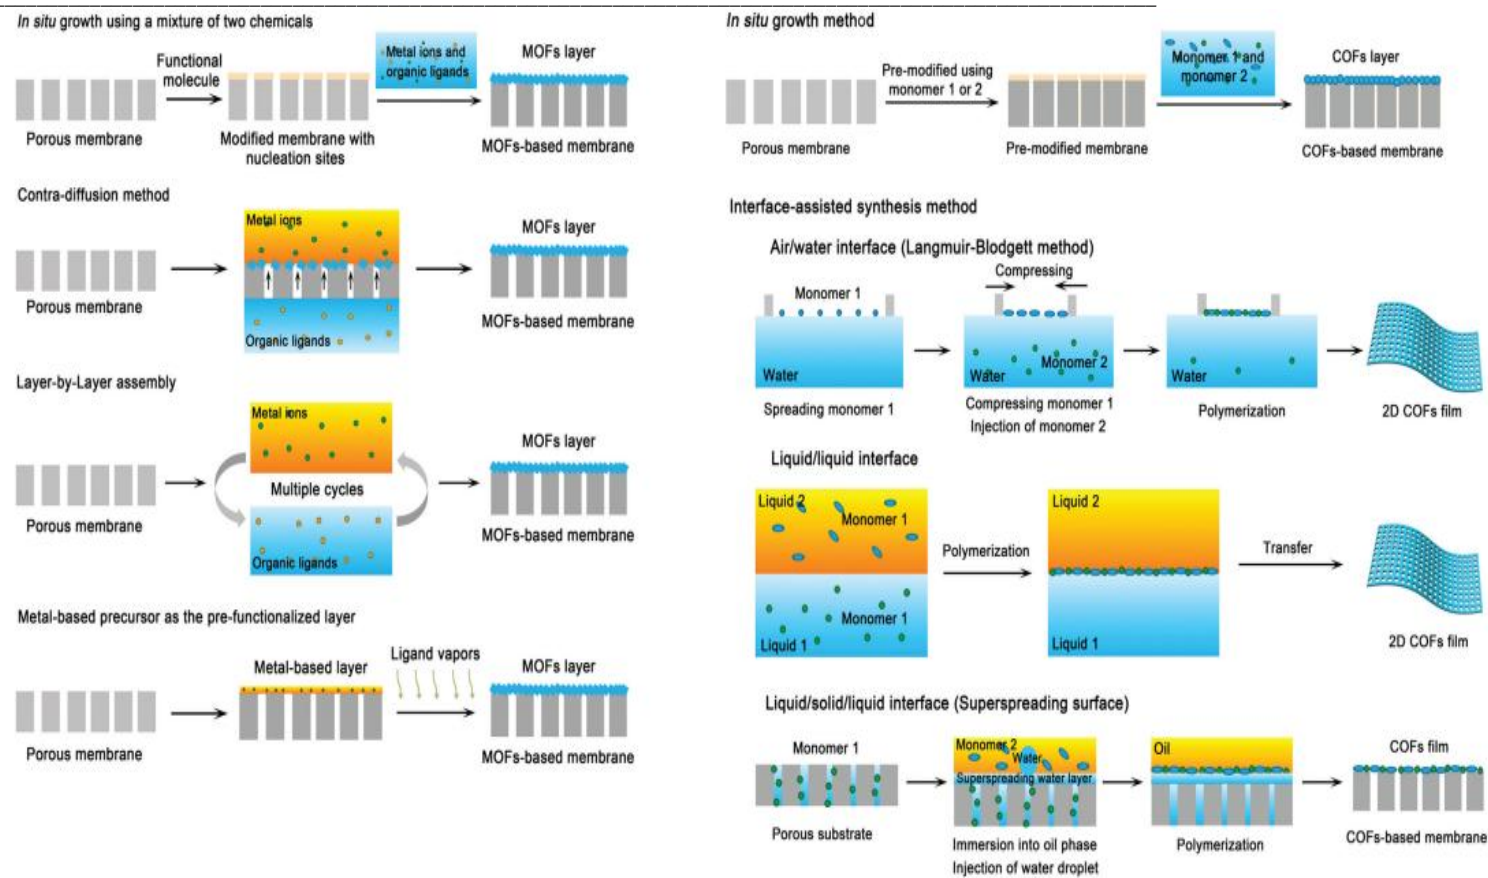 In situ growth using a mixture of two chemicals
Functional
molecule
Metal ions and
organic ligands
MOFs layer
Porous membrane
Modified membrane with
nucleation sites
MOFs-based membrane
Contra-diffusion method
Metal ions
MOFs layer
Porous membrane
Organic ligands
MOFs-based membrane
Layer-by-Layer assembly
Metal ions
MOFs layer
Multiple cycles
Porous membrane
Organic ligands
MOFs-based membrane
Metal-based precursor as the pre-functionalized layer
Metal-based layer
Ligand vapors
MOFs layer
Porous membrane
MOFs-based membrane
In situ growth method
Pre-modified using
monomer 1 or 2
Monomer 1 and
monomer 2
COFs layer
Porous membrane
Pre-modified membrane
COFs-based membrane
Interface-assisted synthesis method
Air/water interface (Langmuir-Blodgett method)
Compressing
Monomer 1
Monomer 2
Water
Water
Water
Spreading monomer 1
Compressing monomer 1
Injection of monomer 2
Polymerization
2D COFs film
Liquid/liquid interface
Liquid 2
Monomer 1
Liquid 2
Polymerization
Transfer
Monomer 1
Liquid 1
Liquid 1
2D COFs film
Liquid/solid/liquid interface (Superspreading surface)
Monomer 1
Monomer 2
Water
Superspreading water layer
Oil
COFs film
Porous substrate
Immersion into oil phase
Injection of water droplet
Polymerization
COFs-based membrane